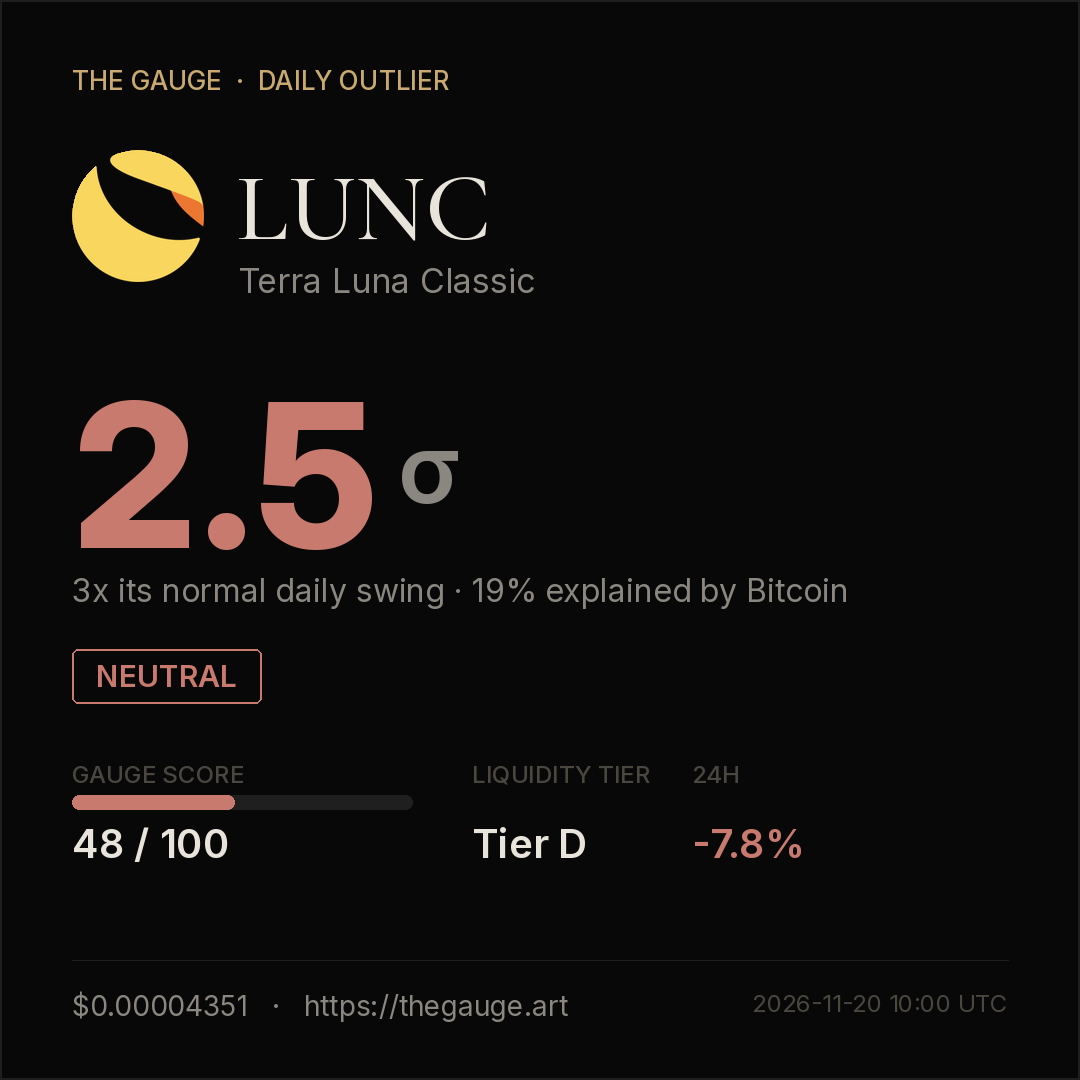 THE GAUGE · DAILY OUTLIER
LUNC
Terra Luna Classic
2.5 σ
3x its normal daily swing · 19% explained by Bitcoin
NEUTRAL
GAUGE SCORE LIQUIDITY TIER 24H
48 / 100 Tier D -7.8%
$0.00004351 · https://thegauge.art 2026-11-20 10:00 UTC